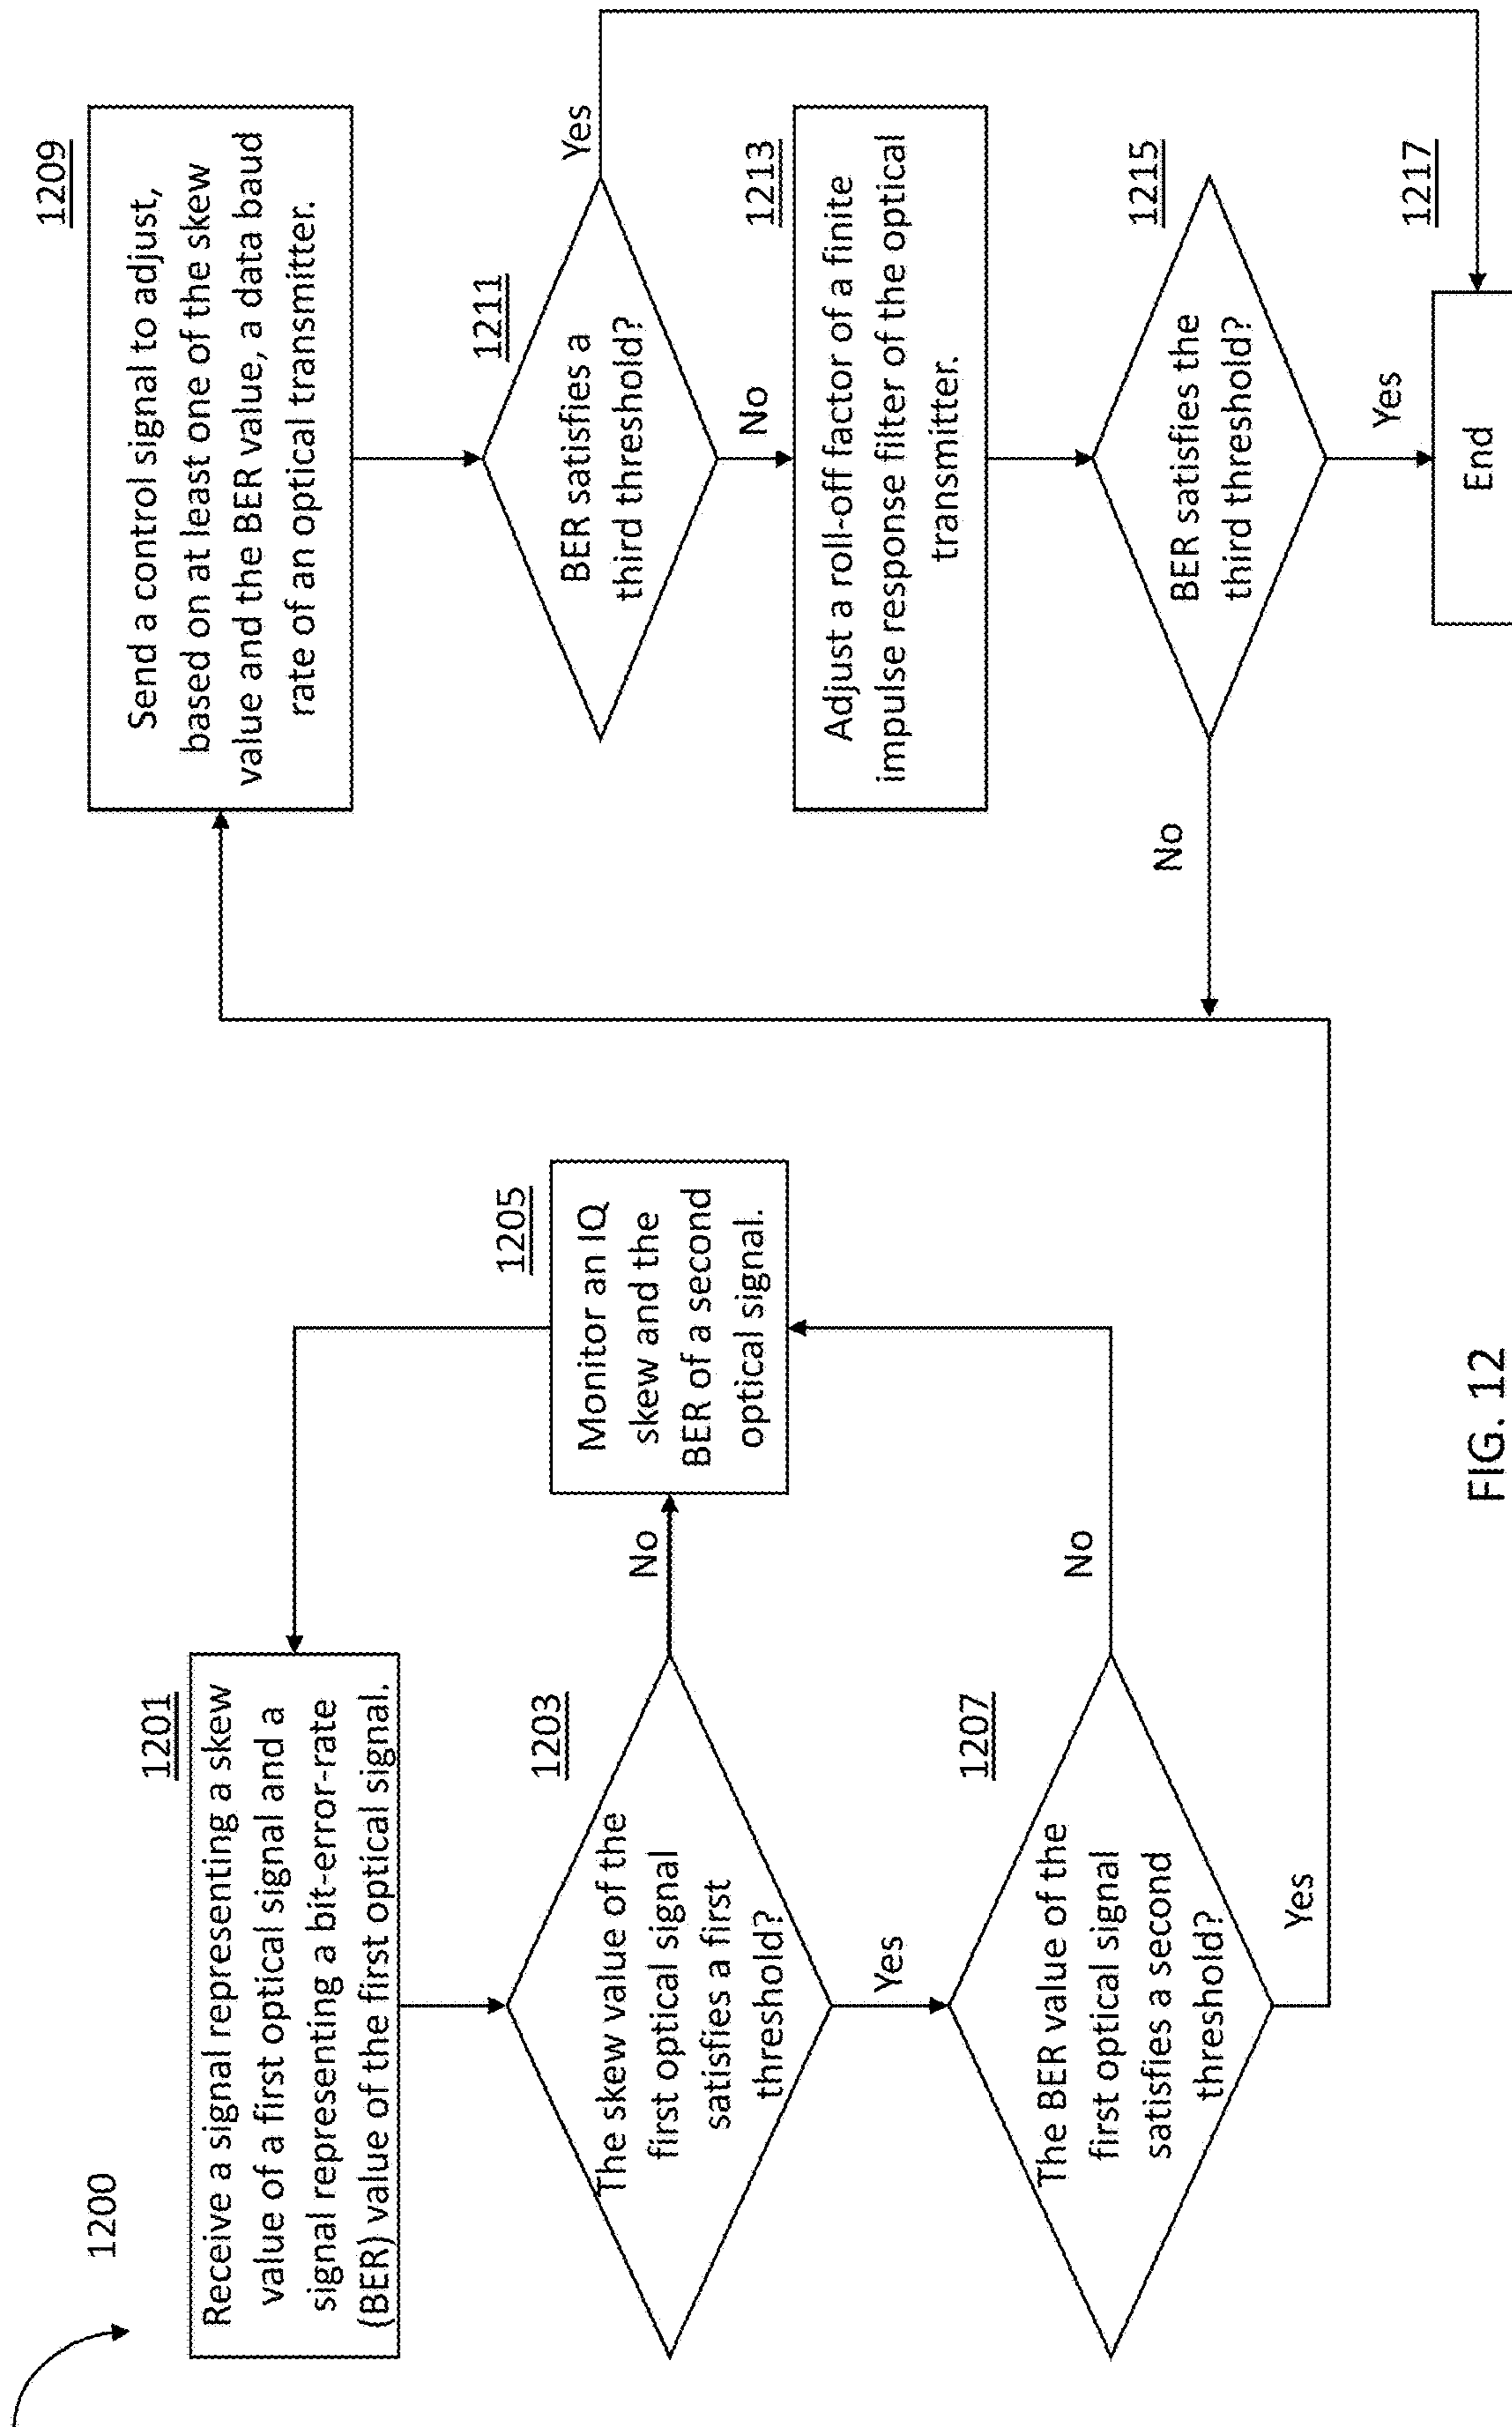 1200
1201
Receive a signal representing a skew
value of a first optical signal and a
signal representing a bit-error-rate
(BER) value of the first optical signal.
1203
The skew value of the
first optical signal
satisfies a first
threshold?
No
Yes
1205
Monitor an IQ
skew and the
BER of a second
optical signal.
1207
The BER value of the
first optical signal
satisfies a second
threshold?
No
Yes
1209
Send a control signal to adjust,
based on at least one of the skew
value and the BER value, a data baud
rate of an optical transmitter.
1211
BER satisfies a
third threshold?
Yes
No
1213
Adjust a roll-off factor of a finite
impulse response filter of the optical
transmitter.
1215
BER satisfies the
third threshold?
No
Yes
1217
End
FIG. 12